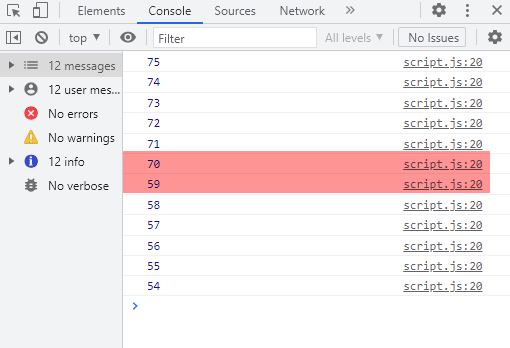 Elements Console Sources Network »
top ▾ Filter All levels ▾ No Issues
12 messages
12 user mes...
No errors
No warnings
12 info
No verbose
75 script.js:20
74 script.js:20
73 script.js:20
72 script.js:20
71 script.js:20
70 script.js:20
59 script.js:20
58 script.js:20
57 script.js:20
56 script.js:20
55 script.js:20
54 script.js:20